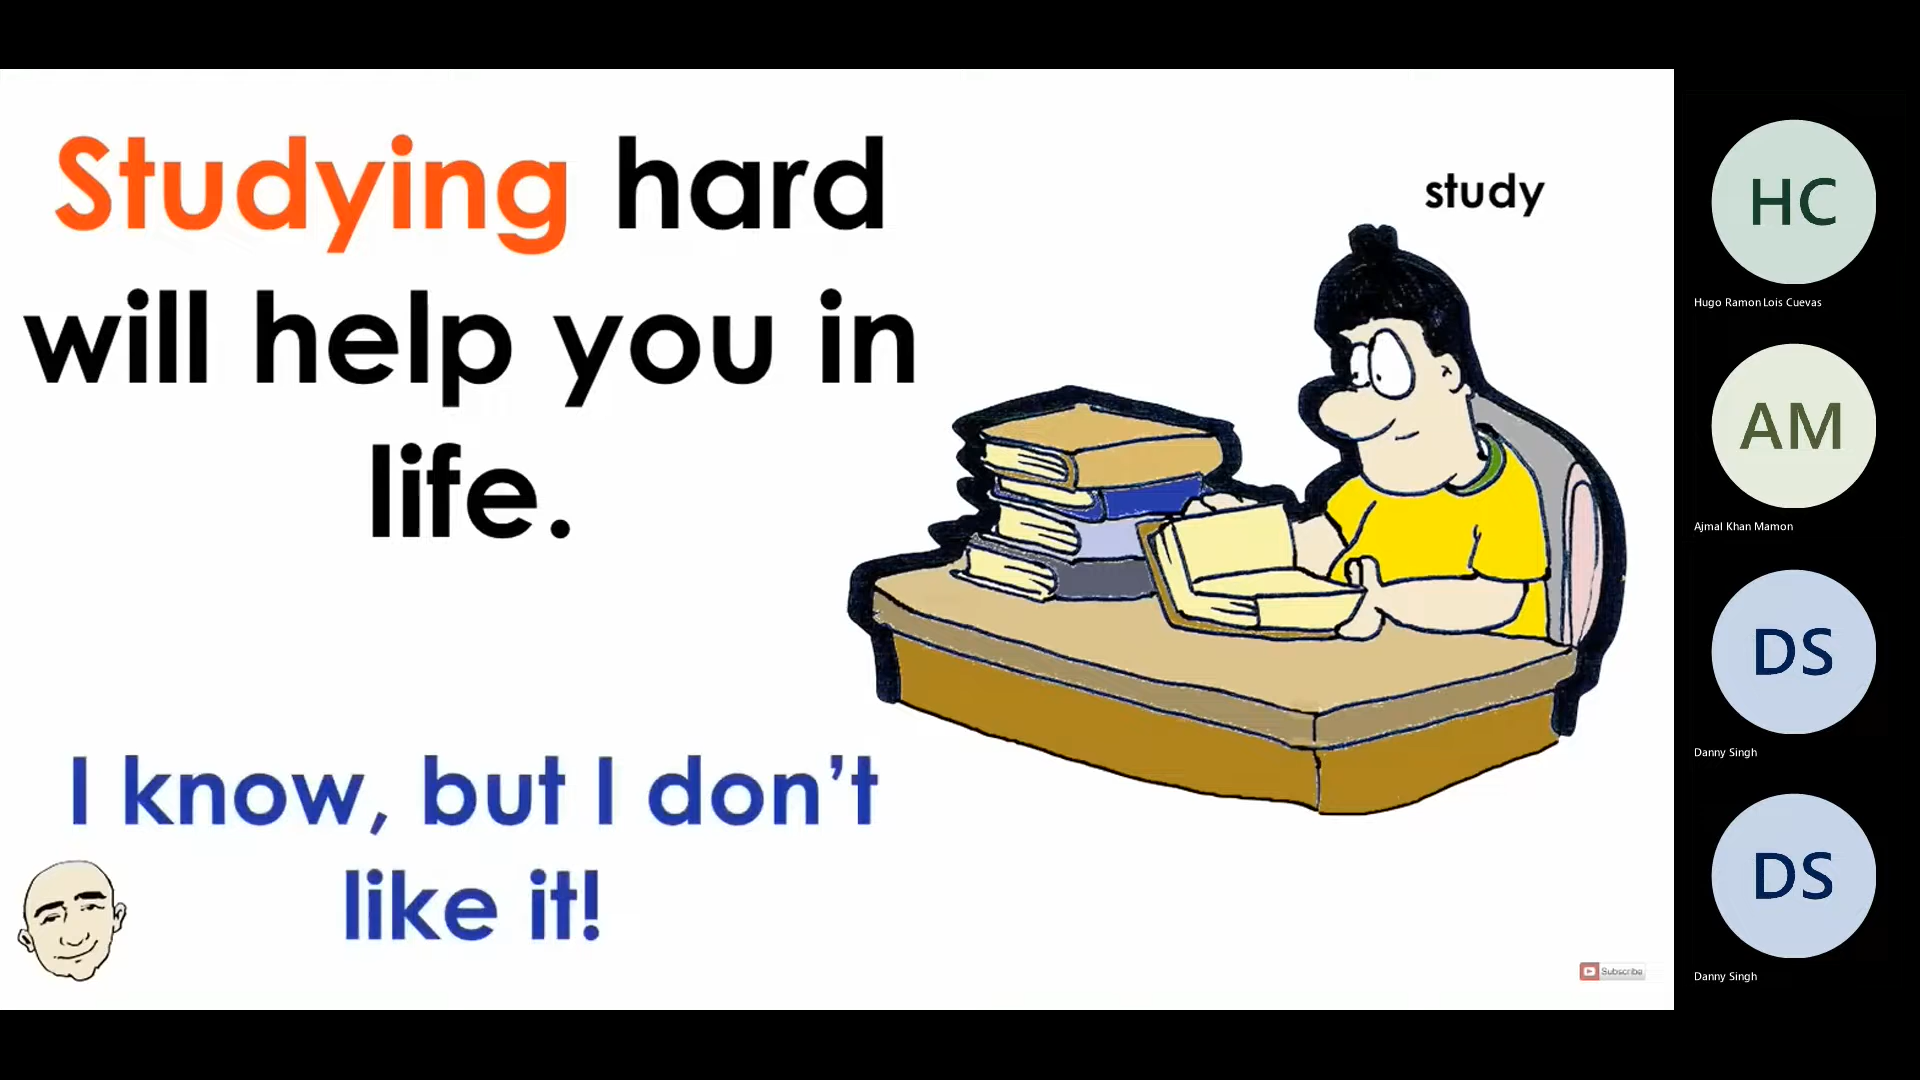 Studying hard
will help you in
life.
study
I know, but I don't
like it!
Subscribe
HC
Hugo Ramon Lois Cuevas
AM
Ajmal Khan Mamon
DS
Danny Singh
DS
Danny Singh